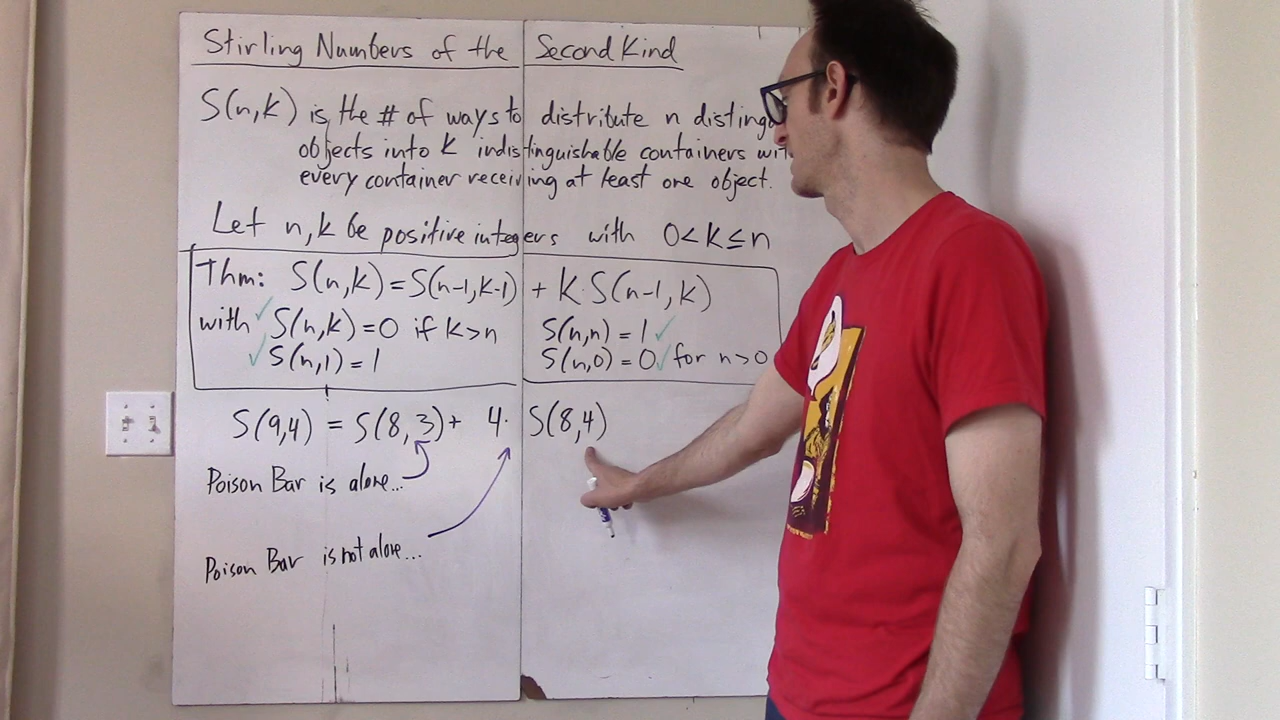 Stirling Numbers of the Second Kind
S(n,k) is the # of ways to distribute n
objects into k indistinguishable containers
every container receiving at least one object.
Let n,k be positive integers with 0<k≤n
Thm: S(n,k)=S(n-1,k-1) + k·S(n-1,k)
with S(n,k)=0 if k>n S(n,n)=1
S(n,1)=1 S(n,0)=0 for n>0
S(9,4) = S(8,3)+ 4· S(8,4)
Poison Bar is alone...
Poison Bar is not alone...